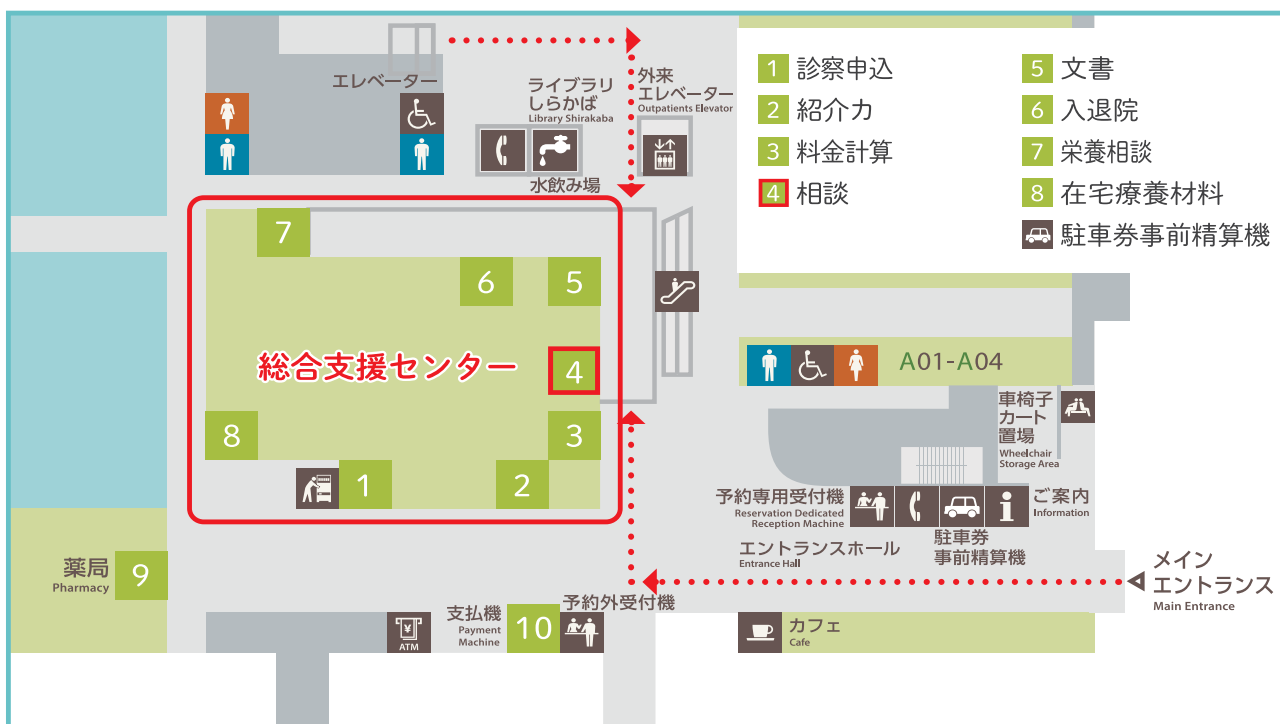 エレベーター
ライブラリ
しらかば
Library Shirakaba
外来
エレベーター
Outpatients Elevator
水飲み場
1 診察申込
2 紹介力
3 料金計算
4 相談
5 文書
6 入退院
7 栄養相談
8 在宅療養材料
駐車券事前精算機
7
6
5
総合支援センター
4
8
3
1
2
A01-A04
車椅子
カート
置場
Wheelchair
Storage Area
予約専用受付機
Reservation Dedicated
Reception Machine
ご案内
Information
駐車券
事前精算機
エントランスホール
Entrance Hall
メイン
エントランス
Main Entrance
薬局
Pharmacy
9
ATM
支払機
Payment
Machine
10
予約外受付機
カフェ
Cafe